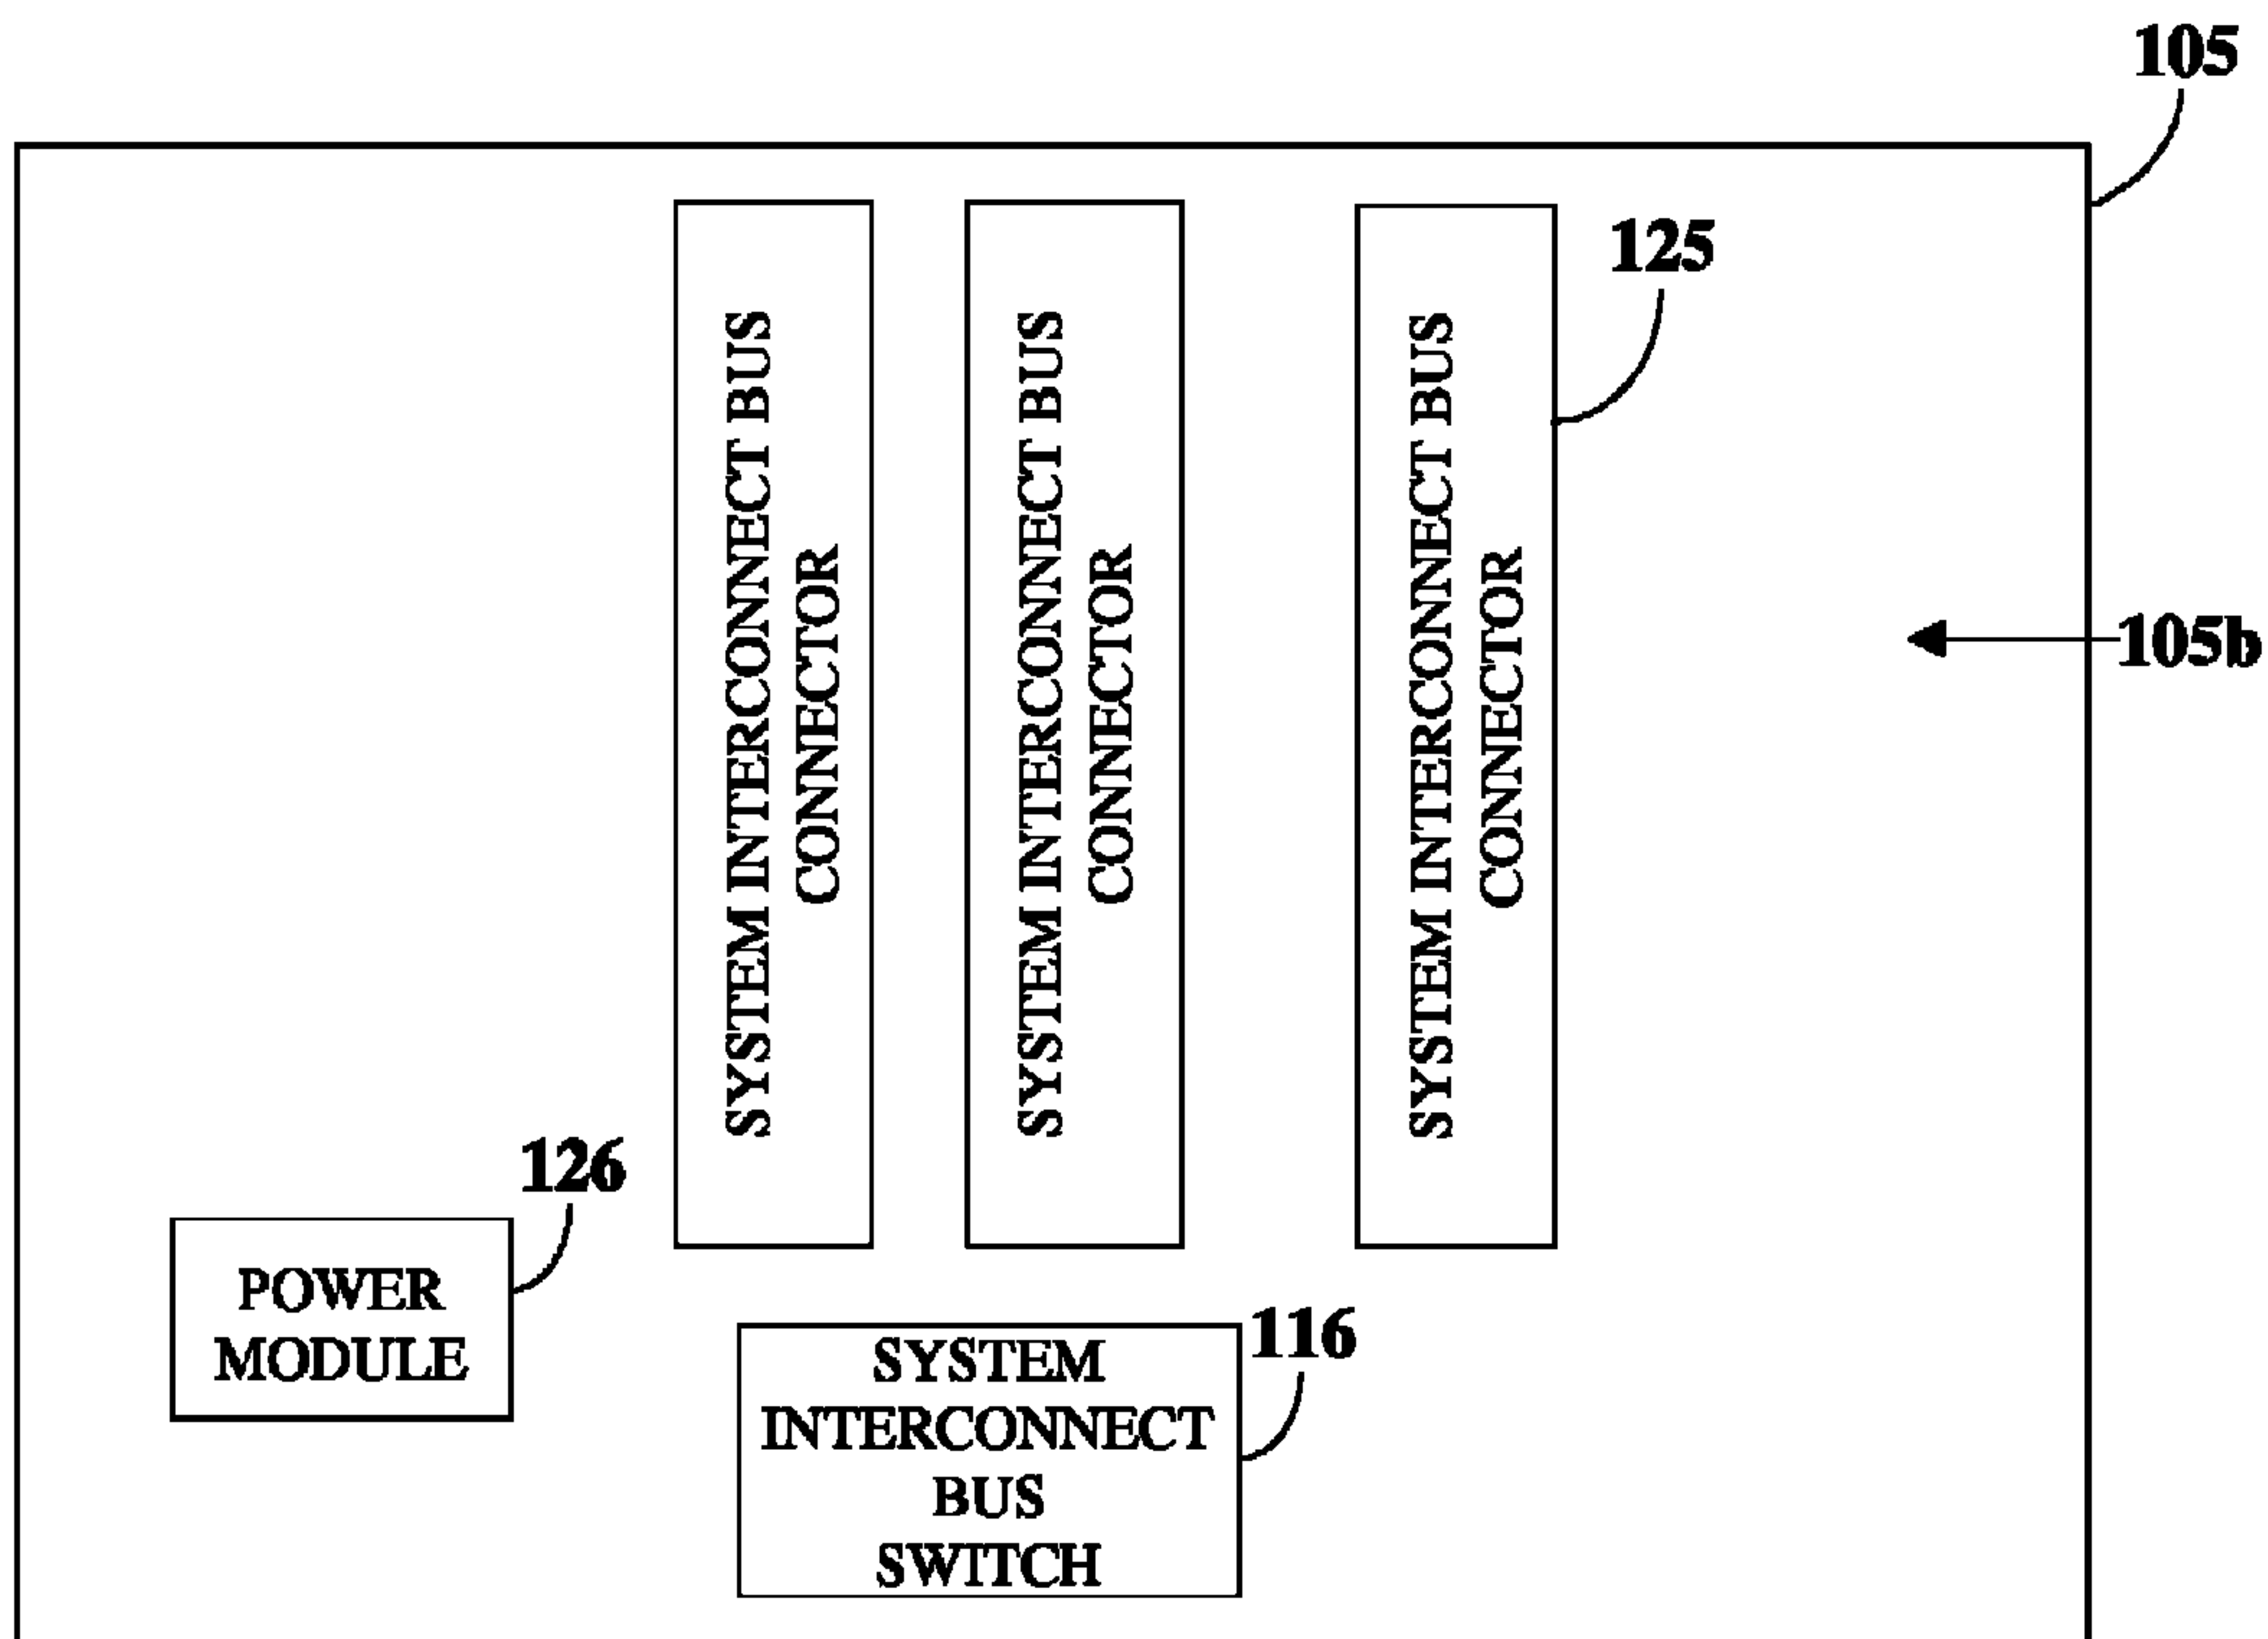 105
125
SYSTEM INTERCONNECT BUS
CONNECTOR
SYSTEM INTERCONNECT BUS
CONNECTOR
SYSTEM INTERCONNECT BUS
CONNECTOR
105b
126
POWER
MODULE
116
SYSTEM
INTERCONNECT
BUS
SWITCH